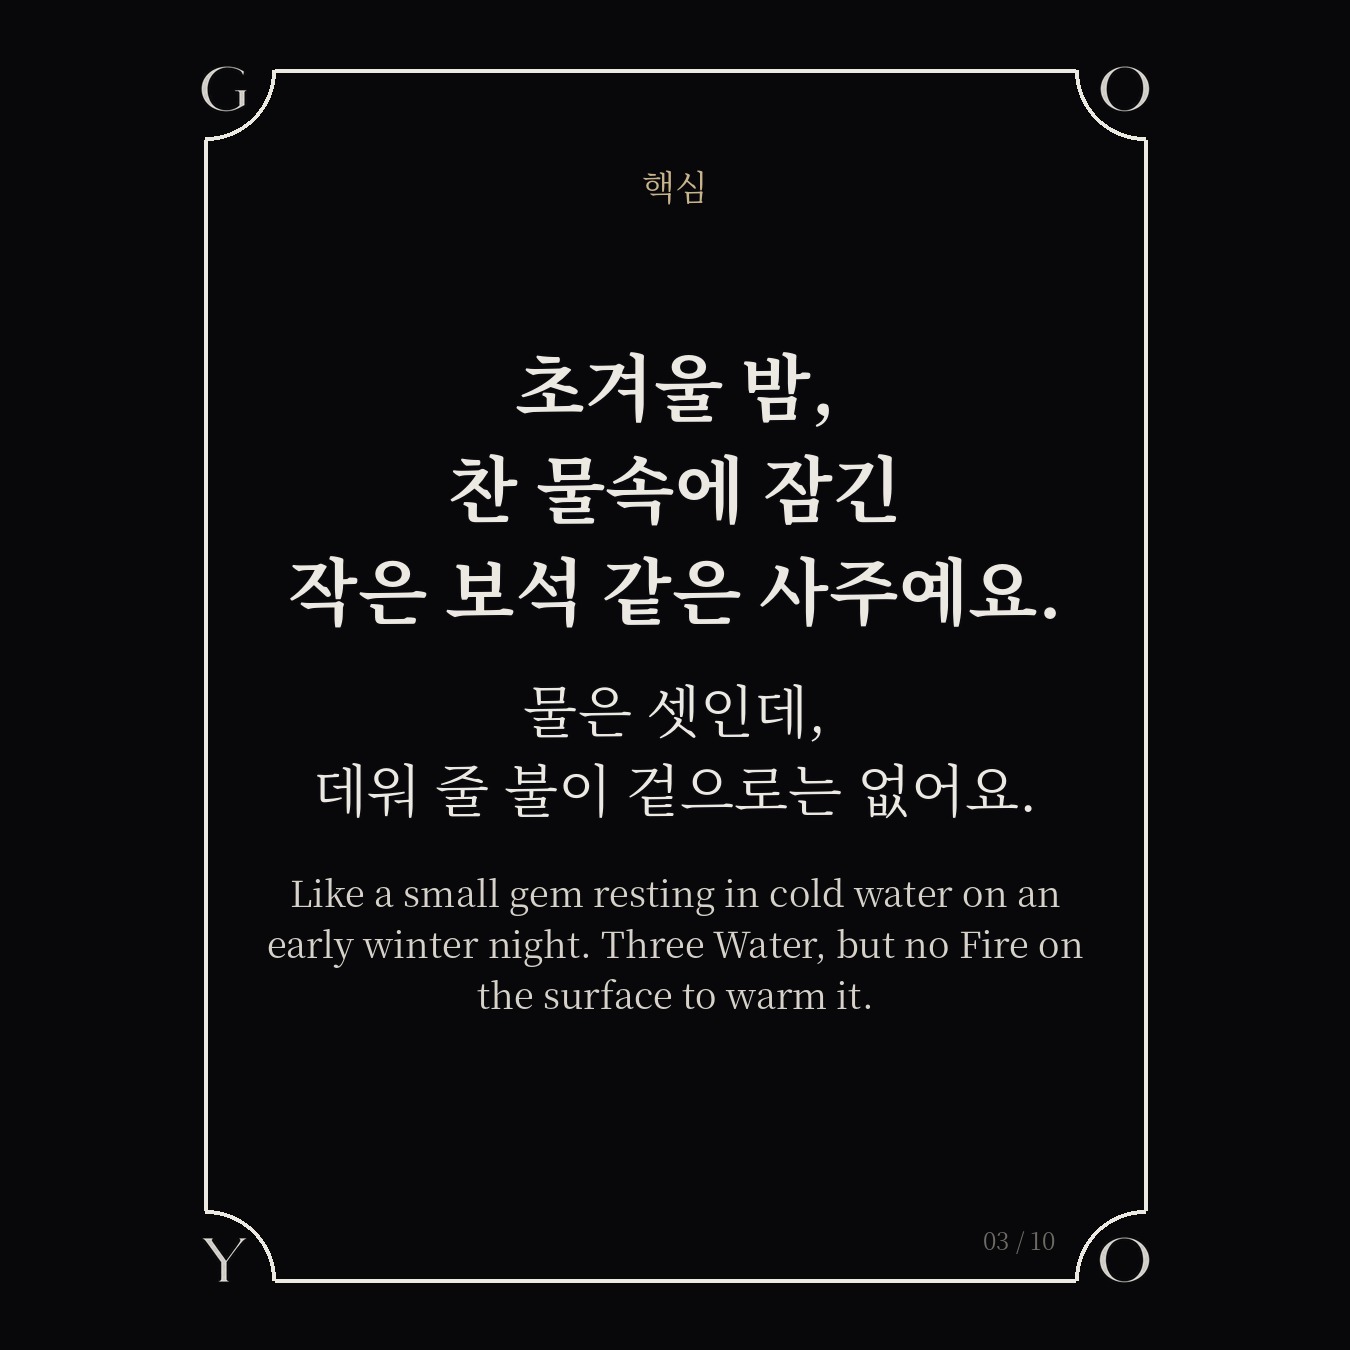 G O
핵심
초겨울 밤,
찬 물속에 잠긴
작은 보석 같은 사주예요.
물은 셋인데,
데워 줄 불이 겉으로는 없어요.
Like a small gem resting in cold water on an
early winter night. Three Water, but no Fire on
the surface to warm it.
03 / 10
Y O